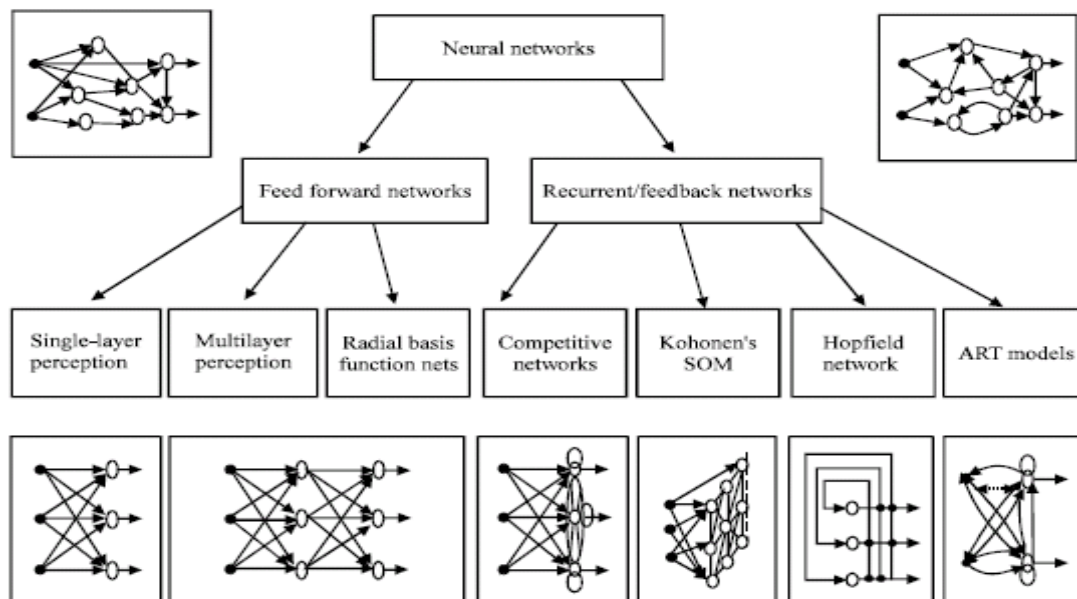 Neural networks
Feed forward networks
Recurrent/feedback networks
Single-layer
perception
Multilayer
perception
Radial basis
function nets
Competitive
networks
Kohonen's
SOM
Hopfield
network
ART models